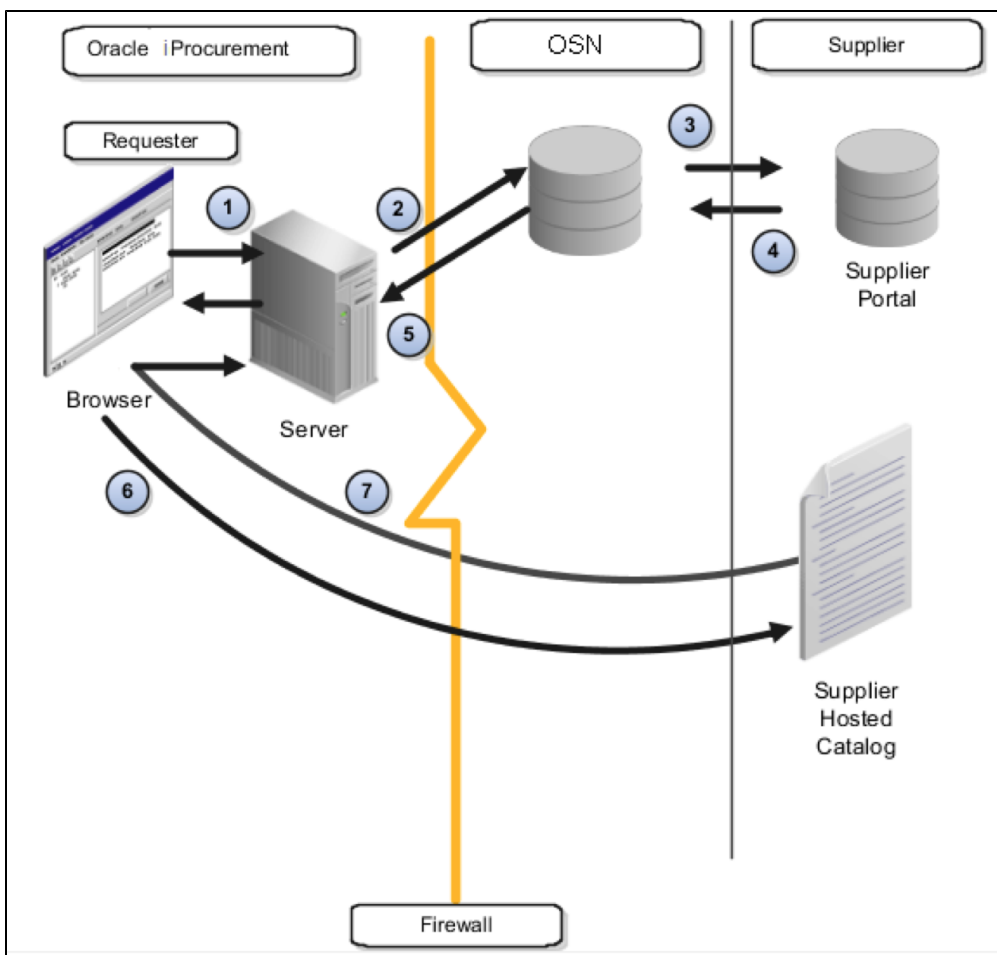 Oracle iProcurement
OSN
Supplier
Requester
1
2
3
4
5
Supplier
Portal
Browser
Server
6
7
Supplier
Hosted
Catalog
Firewall